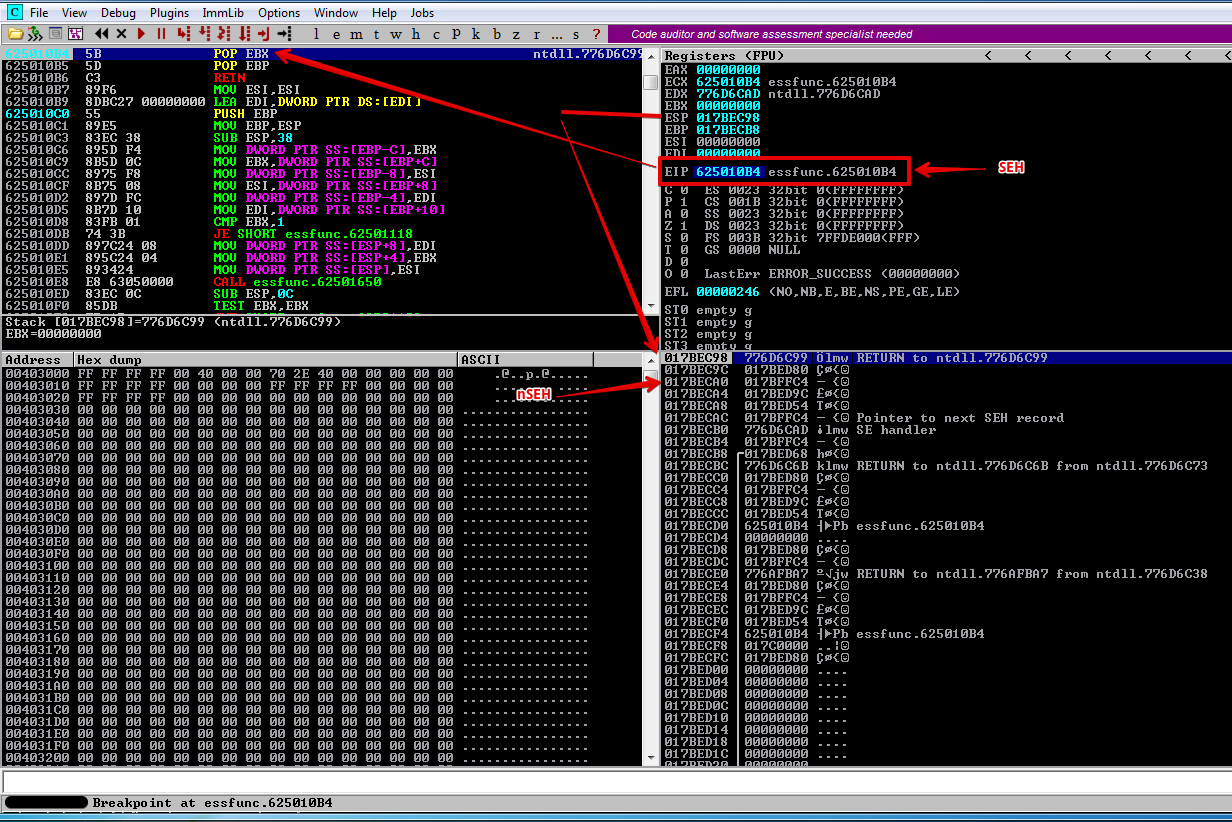 C File View Debug Plugins ImmLib Options Window Help Jobs
l e m t w h c P k b z r ... s ? Code auditor and software assessment specialist needed
625010B4 5B POP EBX ntdll.776D6C99
625010B5 5D POP EBP
625010B6 C3 RETN
625010B7 89F6 MOV ESI,ESI
625010B9 8DBC27 00000000 LEA EDI,DWORD PTR DS:[EDI]
625010C0 55 PUSH EBP
625010C1 89E5 MOV EBP,ESP
625010C3 83EC 38 SUB ESP,38
625010C6 895D F4 MOV DWORD PTR SS:[EBP-C],EBX
625010C9 8B5D 0C MOV EBX,DWORD PTR SS:[EBP+C]
625010CC 8975 F8 MOV DWORD PTR SS:[EBP-8],ESI
625010CF 8B75 08 MOV ESI,DWORD PTR SS:[EBP+8]
625010D2 897D FC MOV DWORD PTR SS:[EBP-4],EDI
625010D5 8B7D 10 MOV EDI,DWORD PTR SS:[EBP+10]
625010D8 83FB 01 CMP EBX,1
625010DB 74 3B JE SHORT essfunc.62501118
625010DD 897C24 08 MOV DWORD PTR SS:[ESP+8],EDI
625010E1 895C24 04 MOV DWORD PTR SS:[ESP+4],EBX
625010E5 893424 MOV DWORD PTR SS:[ESP],ESI
625010E8 E8 63050000 CALL essfunc.62501650
625010ED 83EC 0C SUB ESP,0C
625010F0 85DB TEST EBX,EBX
Stack [017BEC98]=776D6C99 (ntdll.776D6C99)
EBX=00000000
Registers (FPU) < < < < < < <
EAX 00000000
ECX 625010B4 essfunc.625010B4
EDX 776D6CAD ntdll.776D6CAD
EBX 00000000
ESP 017BEC98
EBP 017BECB8
ESI 00000000
EDI 00000000
EIP 625010B4 essfunc.625010B4
SEH
C 0 ES 0023 32bit 0(FFFFFFFF)
P 1 CS 001B 32bit 0(FFFFFFFF)
A 0 SS 0023 32bit 0(FFFFFFFF)
Z 1 DS 0023 32bit 0(FFFFFFFF)
S 0 FS 003B 32bit 7FFDE000(FFF)
T 0 GS 0000 NULL
D 0
O 0 LastErr ERROR_SUCCESS (00000000)
EFL 00000246 (NO,NB,E,BE,NS,PE,GE,LE)
ST0 empty g
ST1 empty g
ST2 empty g
ST3 empty g
Address Hex dump ASCII
00403000 FF FF FF FF 00 40 00 00 70 2E 40 00 00 00 00 00 .@..p.@.....
00403010 FF FF FF FF 00 00 00 00 FF FF FF FF 00 00 00 00
00403020 FF FF FF FF 00 00 00 00 00 00 00 00 00 00 00 00
nSEH
00403030 00 00 00 00 00 00 00 00 00 00 00 00 00 00 00 00 ................
00403040 00 00 00 00 00 00 00 00 00 00 00 00 00 00 00 00 ................
00403050 00 00 00 00 00 00 00 00 00 00 00 00 00 00 00 00 ................
00403060 00 00 00 00 00 00 00 00 00 00 00 00 00 00 00 00 ................
00403070 00 00 00 00 00 00 00 00 00 00 00 00 00 00 00 00 ................
00403080 00 00 00 00 00 00 00 00 00 00 00 00 00 00 00 00 ................
00403090 00 00 00 00 00 00 00 00 00 00 00 00 00 00 00 00 ................
004030A0 00 00 00 00 00 00 00 00 00 00 00 00 00 00 00 00 ................
004030B0 00 00 00 00 00 00 00 00 00 00 00 00 00 00 00 00 ................
004030C0 00 00 00 00 00 00 00 00 00 00 00 00 00 00 00 00 ................
004030D0 00 00 00 00 00 00 00 00 00 00 00 00 00 00 00 00 ................
004030E0 00 00 00 00 00 00 00 00 00 00 00 00 00 00 00 00 ................
004030F0 00 00 00 00 00 00 00 00 00 00 00 00 00 00 00 00 ................
00403100 00 00 00 00 00 00 00 00 00 00 00 00 00 00 00 00 ................
00403110 00 00 00 00 00 00 00 00 00 00 00 00 00 00 00 00 ................
00403120 00 00 00 00 00 00 00 00 00 00 00 00 00 00 00 00 ................
00403130 00 00 00 00 00 00 00 00 00 00 00 00 00 00 00 00 ................
00403140 00 00 00 00 00 00 00 00 00 00 00 00 00 00 00 00 ................
00403150 00 00 00 00 00 00 00 00 00 00 00 00 00 00 00 00 ................
00403160 00 00 00 00 00 00 00 00 00 00 00 00 00 00 00 00 ................
00403170 00 00 00 00 00 00 00 00 00 00 00 00 00 00 00 00 ................
00403180 00 00 00 00 00 00 00 00 00 00 00 00 00 00 00 00 ................
00403190 00 00 00 00 00 00 00 00 00 00 00 00 00 00 00 00 ................
004031A0 00 00 00 00 00 00 00 00 00 00 00 00 00 00 00 00 ................
004031B0 00 00 00 00 00 00 00 00 00 00 00 00 00 00 00 00 ................
004031C0 00 00 00 00 00 00 00 00 00 00 00 00 00 00 00 00 ................
004031D0 00 00 00 00 00 00 00 00 00 00 00 00 00 00 00 00 ................
004031E0 00 00 00 00 00 00 00 00 00 00 00 00 00 00 00 00 ................
004031F0 00 00 00 00 00 00 00 00 00 00 00 00 00 00 00 00 ................
00403200 00 00 00 00 00 00 00 00 00 00 00 00 00 00 00 00 ................
017BEC98 776D6C99 Ölmw RETURN to ntdll.776D6C99
017BEC9C 017BED80
017BECA0 017BFFC4
017BECA4 017BED9C
017BECA8 017BED54
017BECAC 017BFFC4 Pointer to next SEH record
017BECB0 776D6CAD ¡lmw SE handler
017BECB4 017BFFC4
017BECB8 017BED68
017BECBC 776D6C6B klmw RETURN to ntdll.776D6C6B from ntdll.776D6C73
017BECC0 017BED80
017BECC4 017BFFC4
017BECC8 017BED9C
017BECCC 017BED54
017BECD0 625010B4 ┤►Pb essfunc.625010B4
017BECD4 00000000 ....
017BECD8 017BED80
017BECDC 017BFFC4
017BECE0 776AFBA7 º√jw RETURN to ntdll.776AFBA7 from ntdll.776D6C38
017BECE4 017BED80
017BECE8 017BFFC4
017BECEC 017BED9C
017BECF0 017BED54
017BECF4 625010B4 ┤►Pb essfunc.625010B4
017BECF8 017C0000
017BECFC 017BED80
017BED00 00000000 ....
017BED04 00000000 ....
017BED08 00000000 ....
017BED0C 00000000 ....
017BED10 00000000 ....
017BED14 00000000 ....
017BED18 00000000 ....
017BED1C 00000000 ....
017BED20 00000000
Breakpoint at essfunc.625010B4